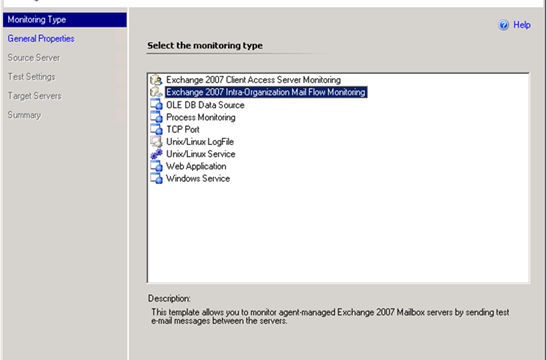 Monitoring Type
General Properties
Source Server
Test Settings
Target Servers
Summary
Help
Select the monitoring type
Exchange 2007 Client Access Server Monitoring
Exchange 2007 Intra-Organization Mail Flow Monitoring
OLE DB Data Source
Process Monitoring
TCP Port
Unix/Linux LogFile
Unix/Linux Service
Web Application
Windows Service
Description:
This template allows you to monitor agent-managed Exchange 2007 Mailbox servers by sending test
e-mail messages between the servers.